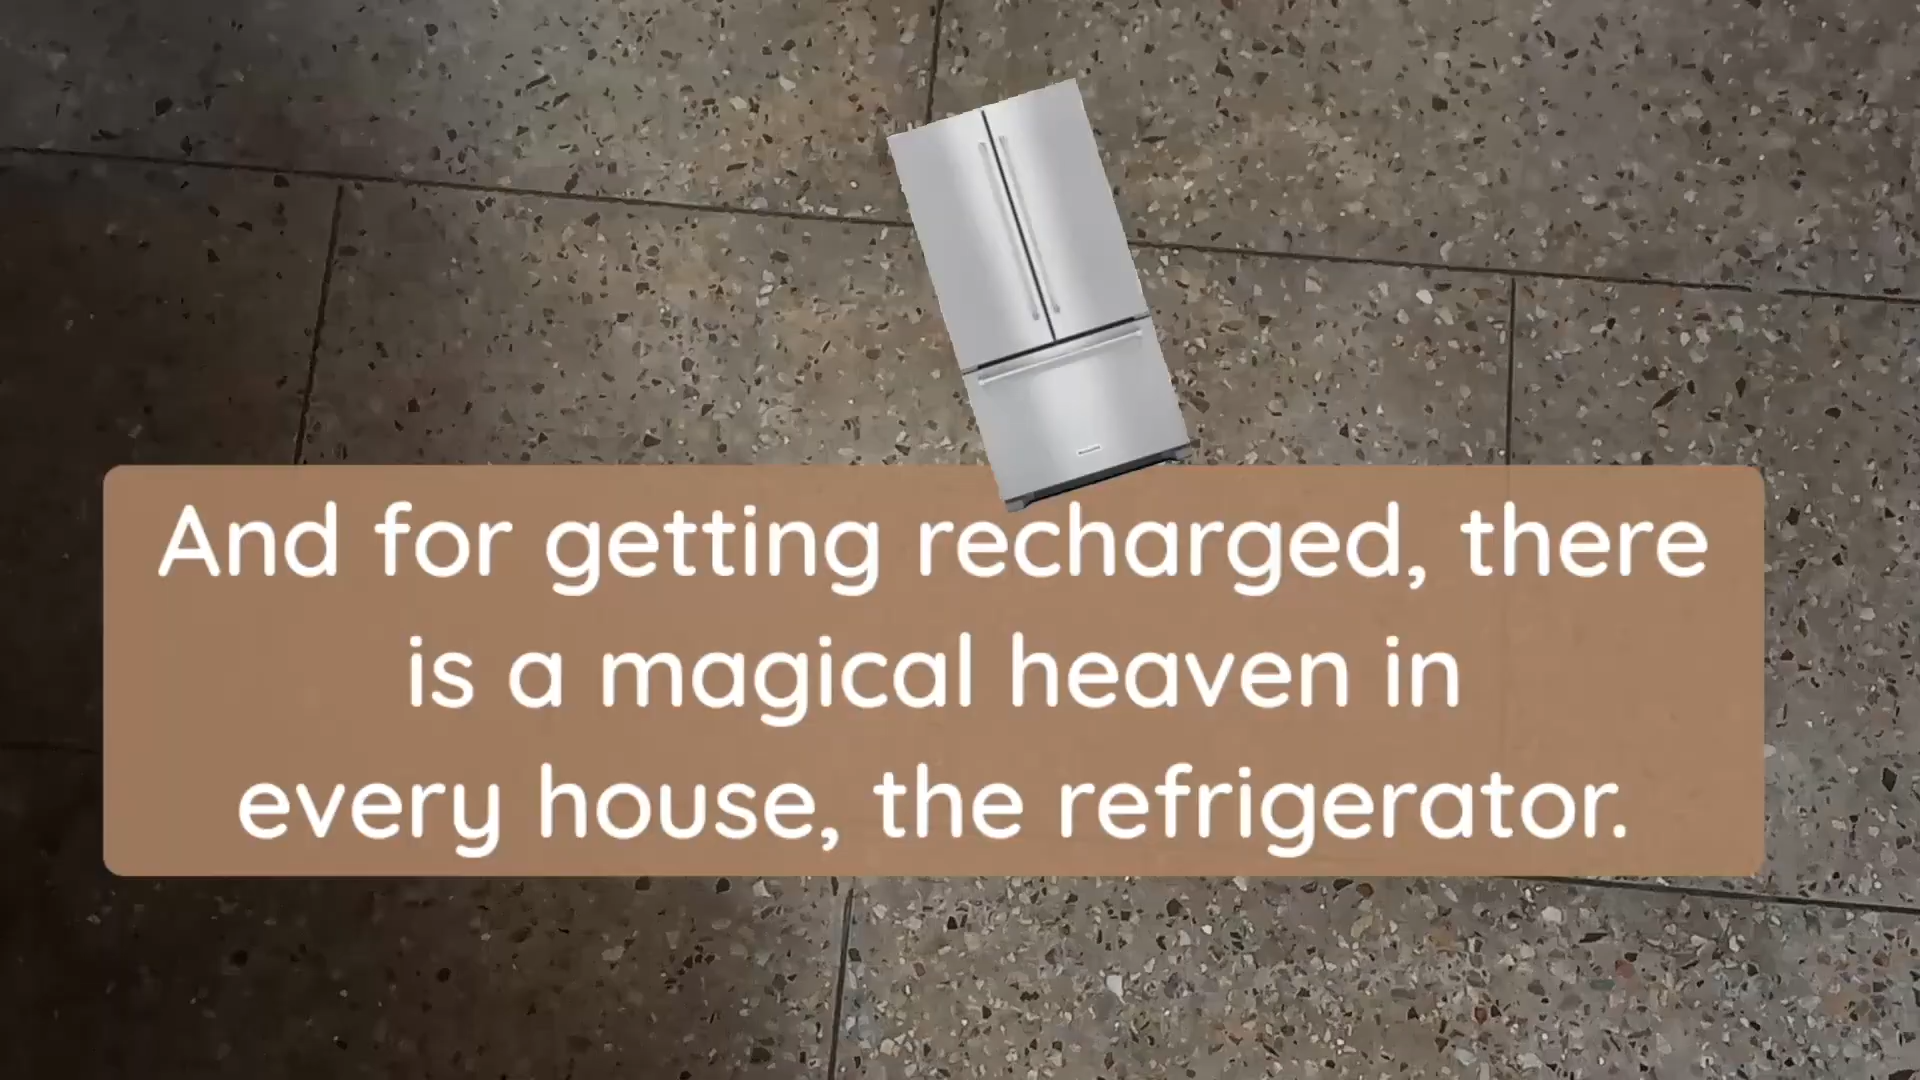 And for getting recharged, there
is a magical heaven in
every house, the refrigerator.